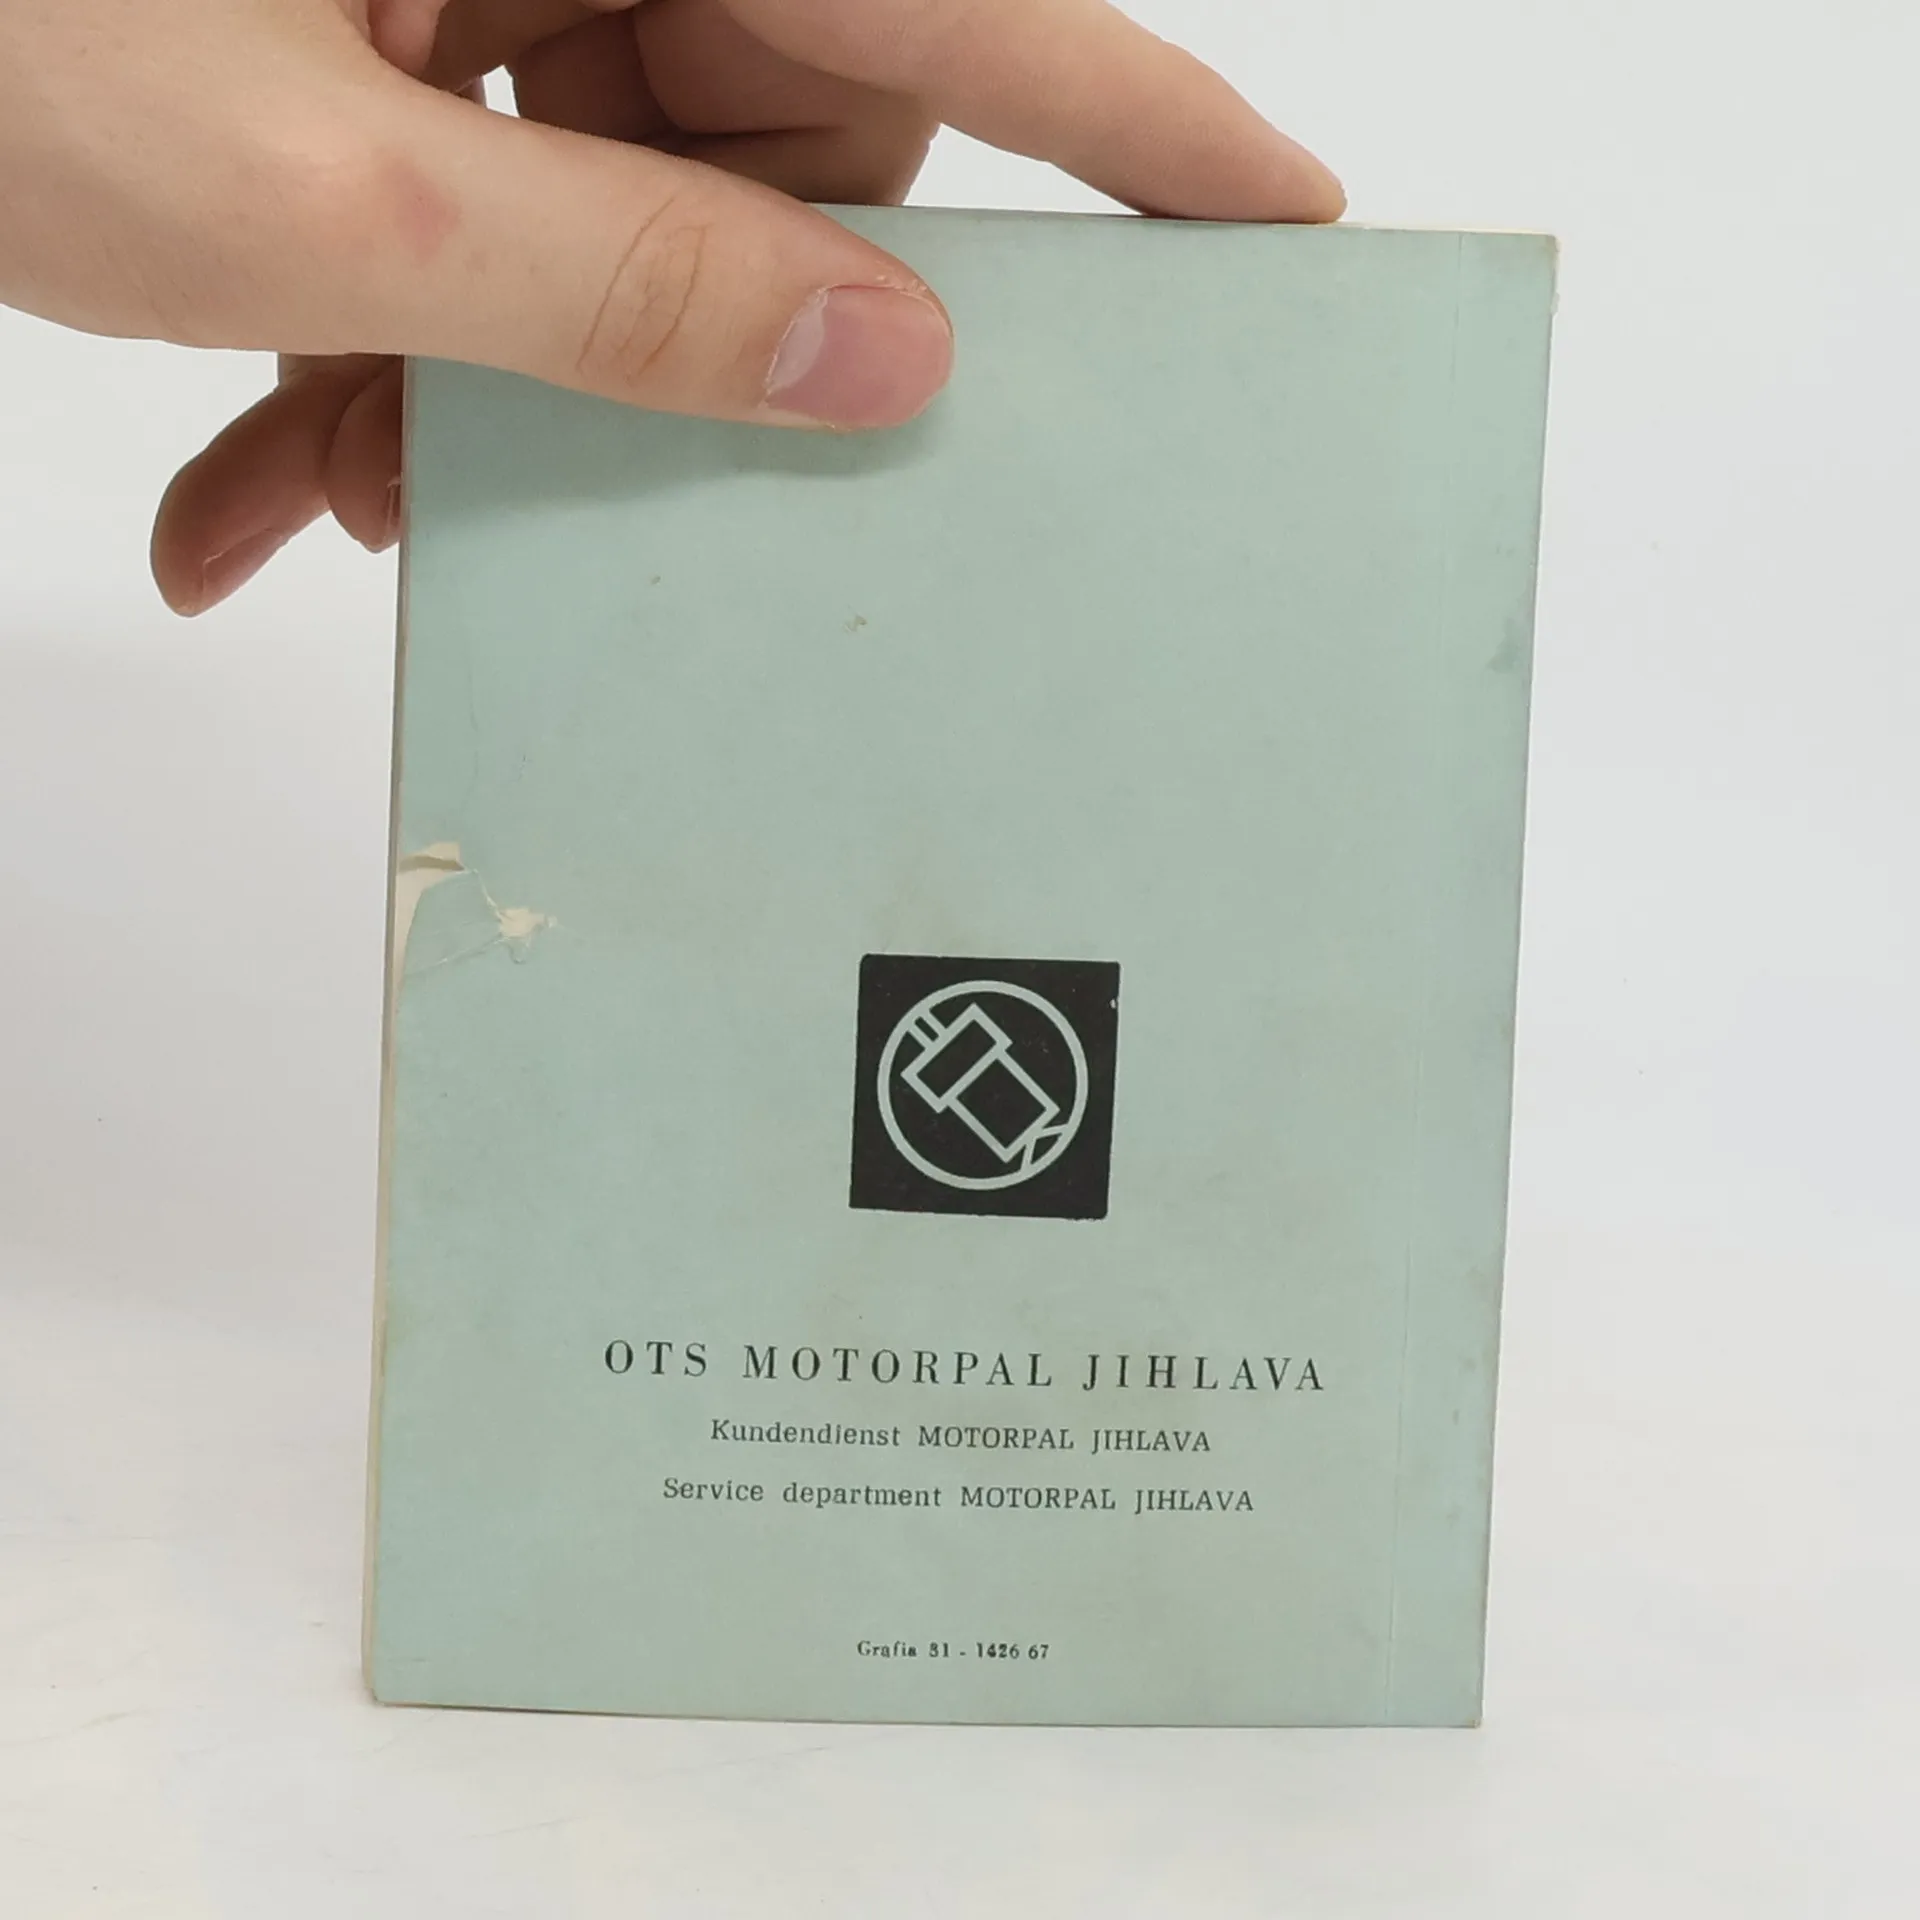 OTS MOTORPAL JIHLAVA
Kundendienst MOTORPAL JIHLAVA
Service department MOTORPAL JIHLAVA
Grafia 31 - 1426 67